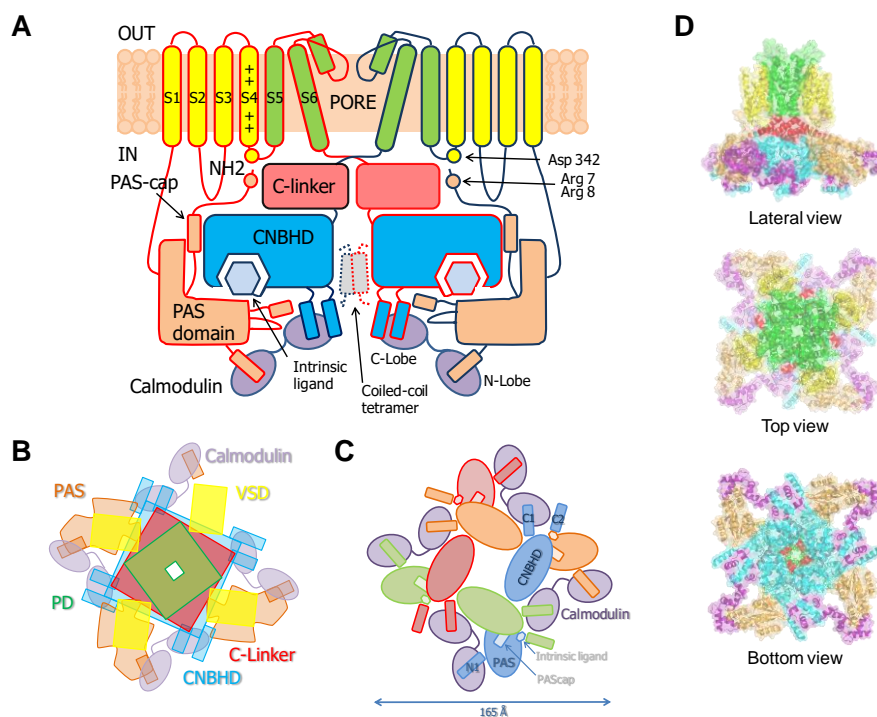 A
OUT
S1
S2
S3
++
S4
++
S5
S6
PORE
IN
NH2
PAS-cap
Asp 342
Arg 7
Arg 8
C-linker
CNBHD
PAS
domain
Calmodulin
Intrinsic
ligand
C-Lobe
Coiled-coil
tetramer
N-Lobe
B
Calmodulin
PAS
VSD
PD
C-Linker
CNBHD
C
C1
C2
CNBHD
Calmodulin
N1
PAS
Intrinsic ligand
PAScap
165 Å
D
Lateral view
Top view
Bottom view